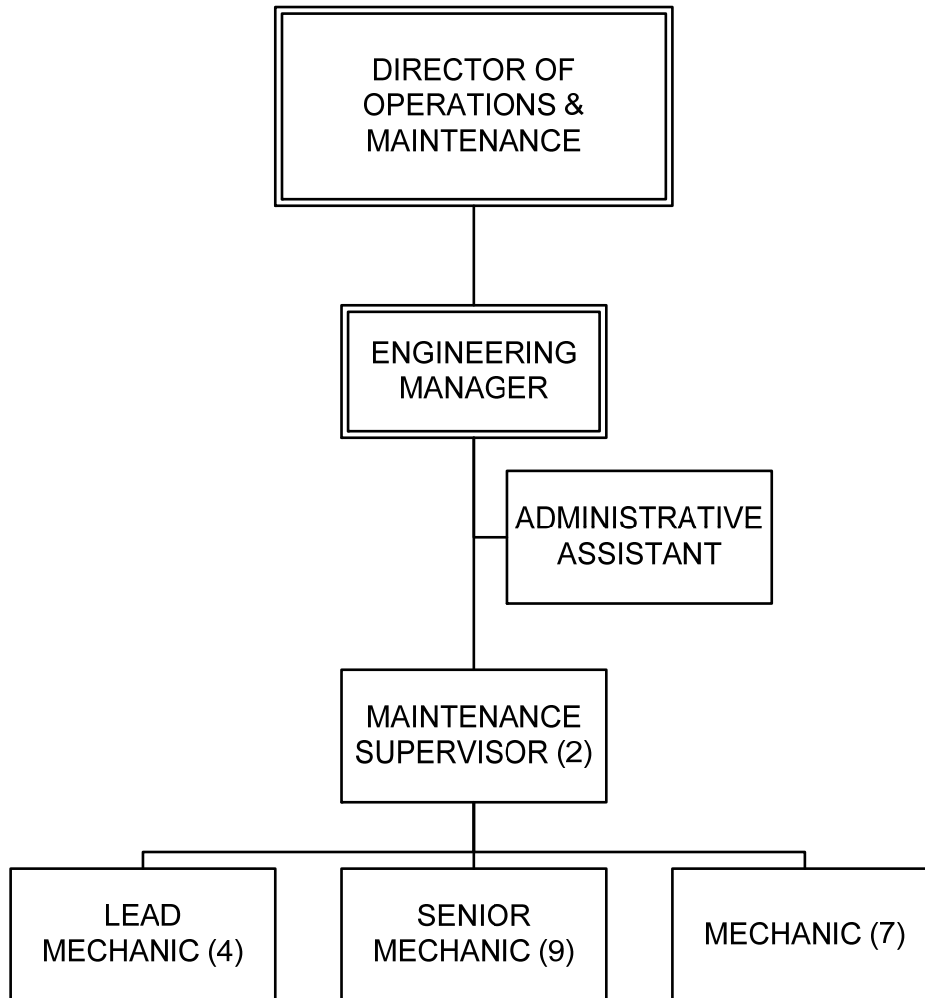 DIRECTOR OF
OPERATIONS &
MAINTENANCE
ENGINEERING
MANAGER
ADMINISTRATIVE
ASSISTANT
MAINTENANCE
SUPERVISOR (2)
LEAD
MECHANIC (4)
SENIOR
MECHANIC (9)
MECHANIC (7)